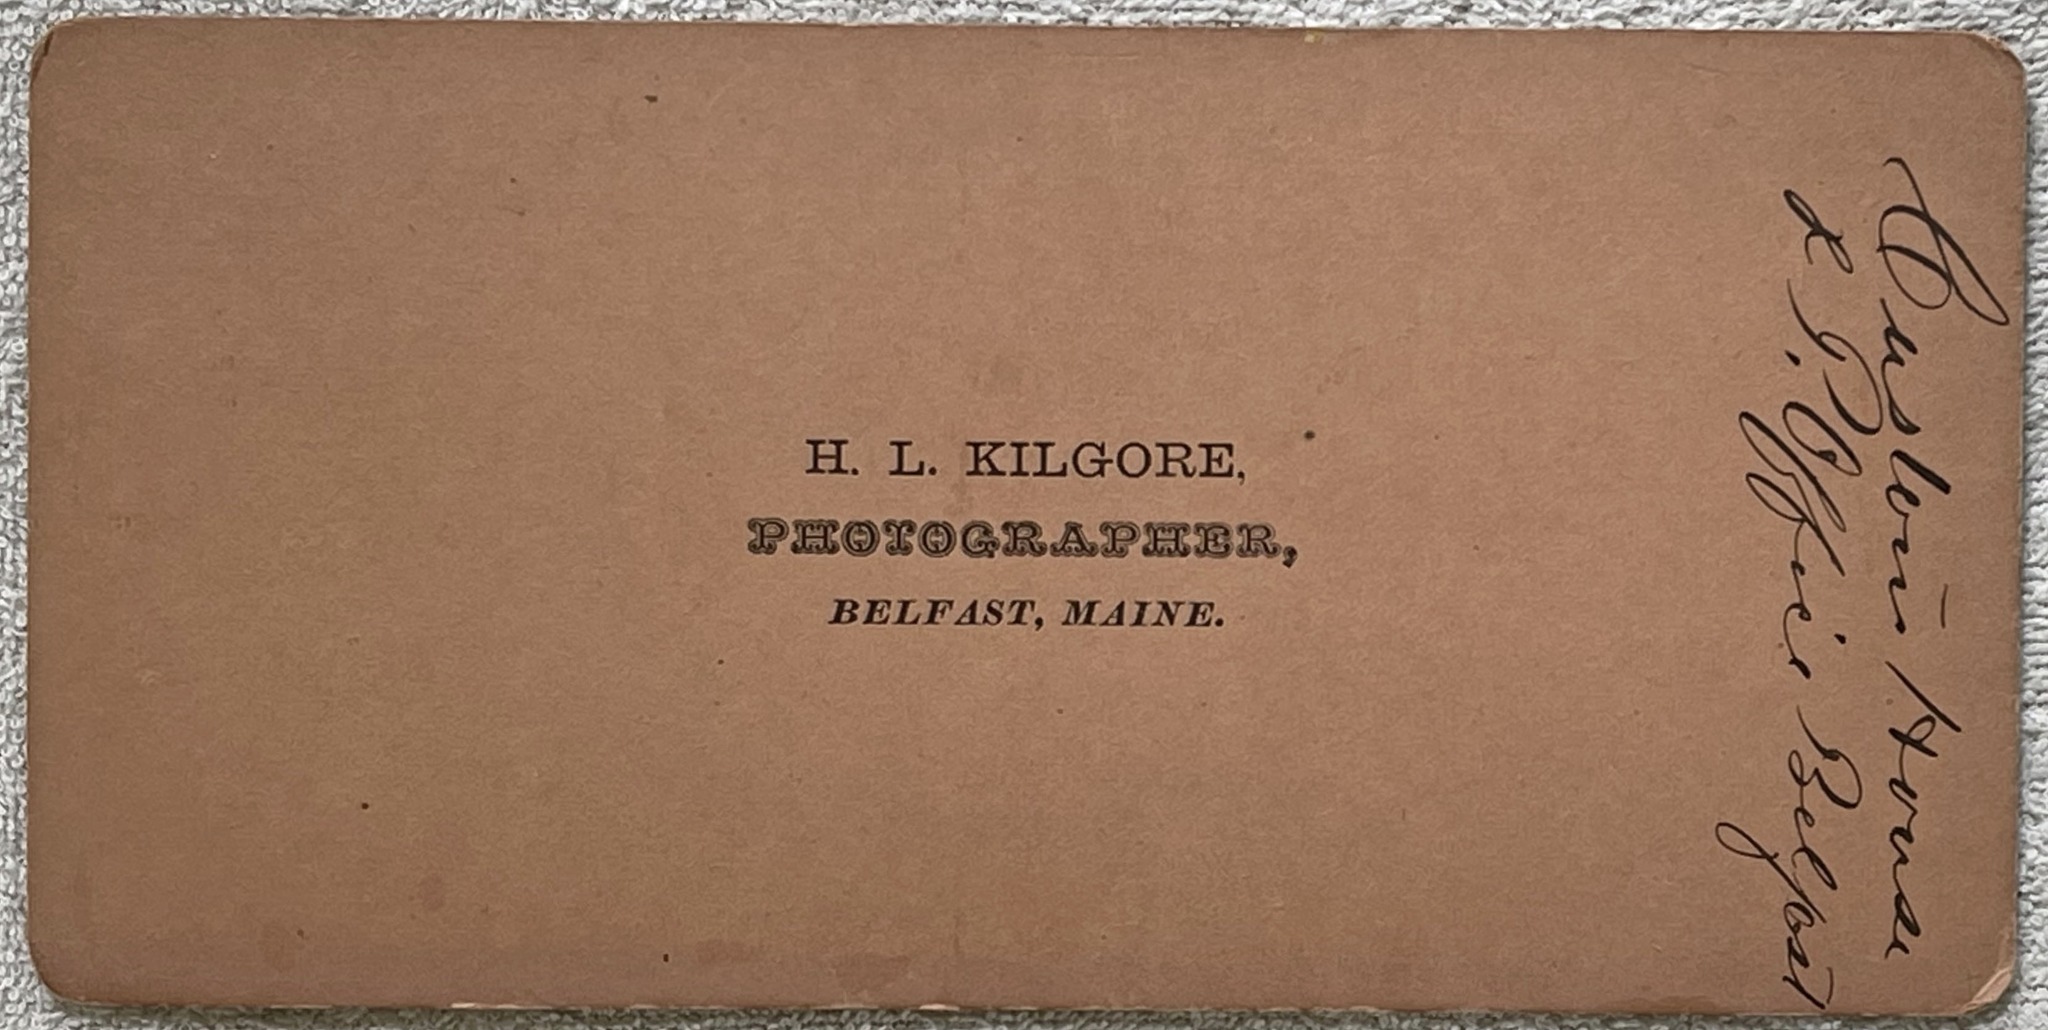 H. L. KILGORE,
PHOTOGRAPHER,
BELFAST, MAINE.
Custom House
& P. Office Belfast